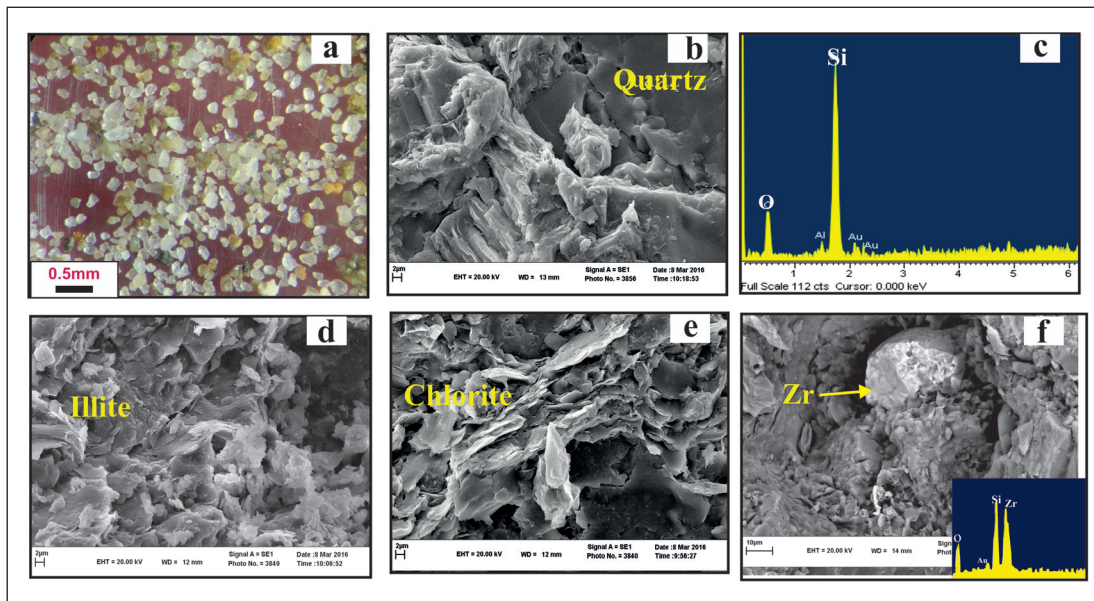 a
0.5mm
b
Quartz
2µm
EHT = 20.00 kV
WD = 13 mm
Signal A = SE1
Photo No. = 3856
Date :8 Mar 2016
Time :10:18:53
c
Si
O
Al
Au
Au
1 2 3 4 5 6
Full Scale 112 cts Cursor: 0.000 keV
d
Illite
2µm
EHT = 20.00 kV
WD = 12 mm
Signal A = SE1
Photo No. = 3849
Date :8 Mar 2016
Time :10:06:52
e
Chlorite
2µm
EHT = 20.00 kV
WD = 12 mm
Signal A = SE1
Photo No. = 3840
Date :8 Mar 2016
Time :9:56:27
f
Zr
10µm
EHT = 20.00 kV
WD = 14 mm
Si
Zr
O
Au